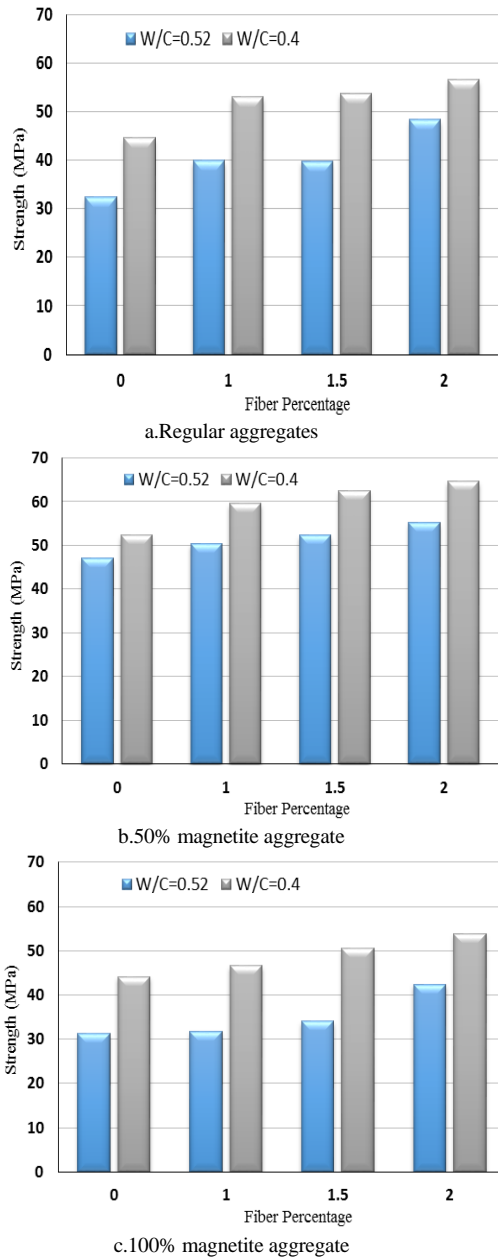 70
W/C=0.52 W/C=0.4
60
50
40
30
20
10
0
Strength (MPa)
0 1 1.5 2
Fiber Percentage
a.Regular aggregates
70
W/C=0.52 W/C=0.4
60
50
40
30
20
10
0
Strength (MPa)
0 1 1.5 2
Fiber Percentage
b.50% magnetite aggregate
70
W/C=0.52 W/C=0.4
60
50
40
30
20
10
0
Strength (MPa)
0 1 1.5 2
Fiber Percentage
c.100% magnetite aggregate